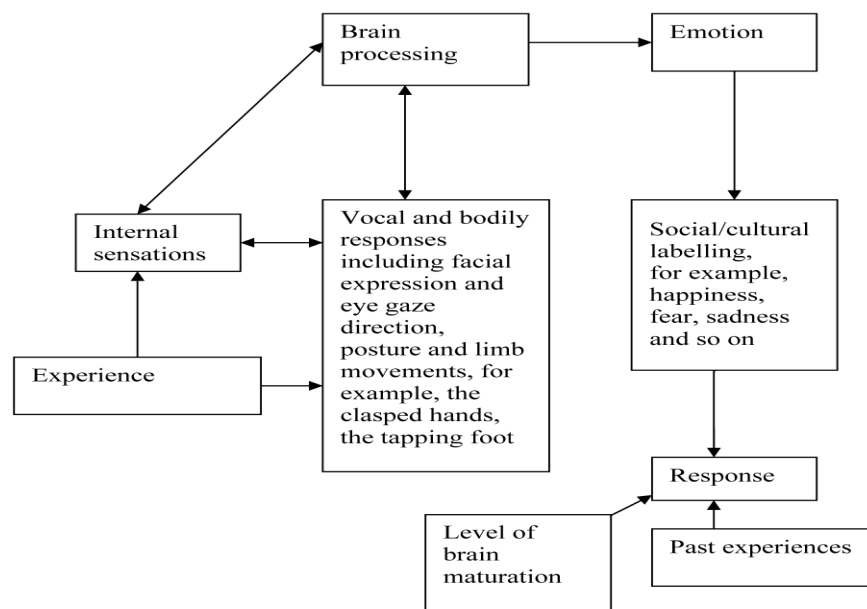 Brain
processing
Emotion
Internal
sensations
Vocal and bodily
responses
including facial
expression and
eye gaze
direction,
posture and limb
movements, for
example, the
clasped hands,
the tapping foot
Social/cultural
labelling,
for example,
happiness,
fear, sadness
and so on
Experience
Response
Level of
brain
maturation
Past experiences